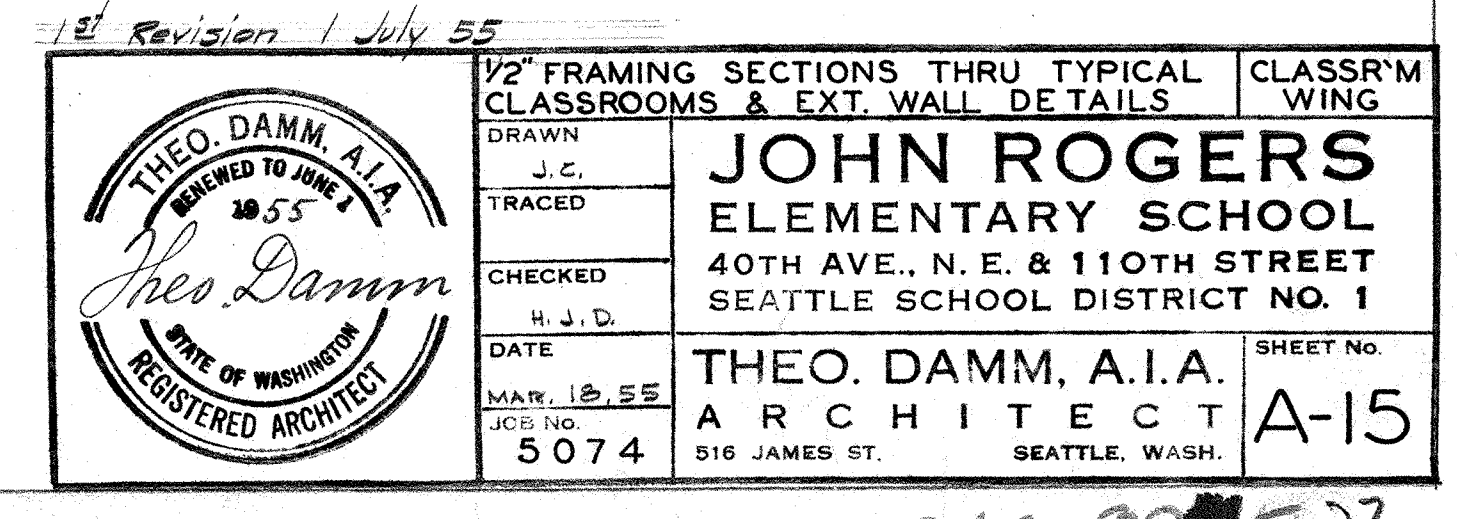 1st Revision 1 July 55
THEO. DAMM, A.I.A.
RENEWED TO JUNE 1
1955
Theo. Damm
STATE OF WASHINGTON
REGISTERED ARCHITECT
1/2" FRAMING SECTIONS THRU TYPICAL
CLASSROOMS & EXT. WALL DETAILS
CLASSR'M
WING
DRAWN
J.C.
TRACED
CHECKED
H.J.D.
DATE
MAR. 18, 55
JOB No.
5074
JOHN ROGERS
ELEMENTARY SCHOOL
40TH AVE., N. E. & 110TH STREET
SEATTLE SCHOOL DISTRICT NO. 1
THEO. DAMM, A.I.A.
ARCHITECT
516 JAMES ST. SEATTLE, WASH.
SHEET No.
A-15